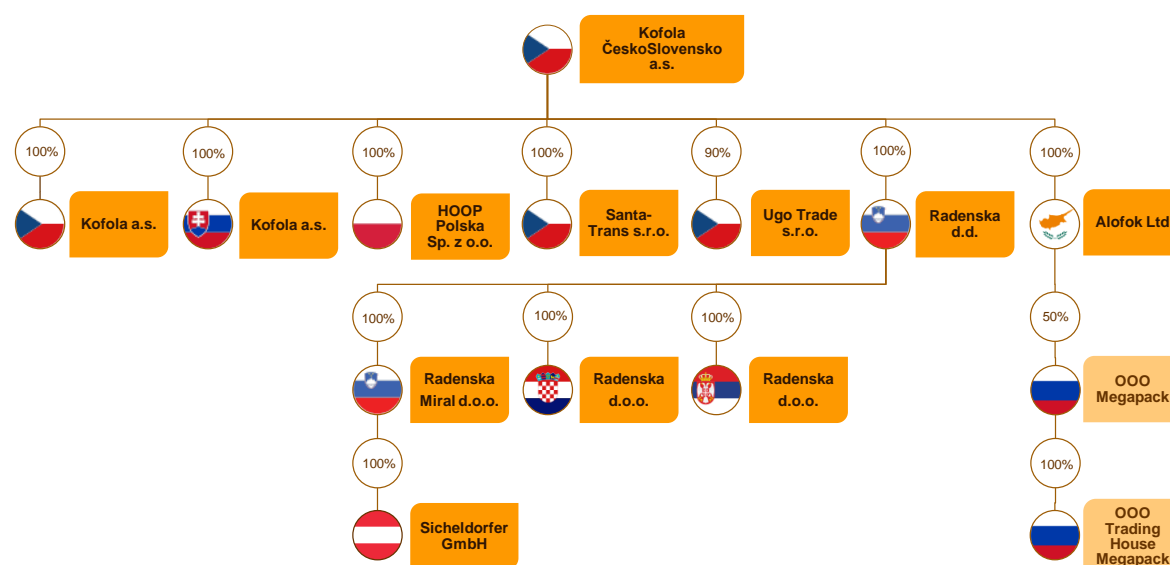 Kofola
ČeskoSlovensko
a.s.
100%
100%
100%
100%
90%
100%
100%
Kofola a.s.
Kofola a.s.
HOOP
Polska
Sp. z o.o.
Santa-
Trans s.r.o.
Ugo Trade
s.r.o.
Radenska
d.d.
Alofok Ltd
100%
100%
100%
50%
Radenska
Miral d.o.o.
Radenska
d.o.o.
Radenska
d.o.o.
OOO
Megapack
100%
100%
Sicheldorfer
GmbH
OOO
Trading
House
Megapack